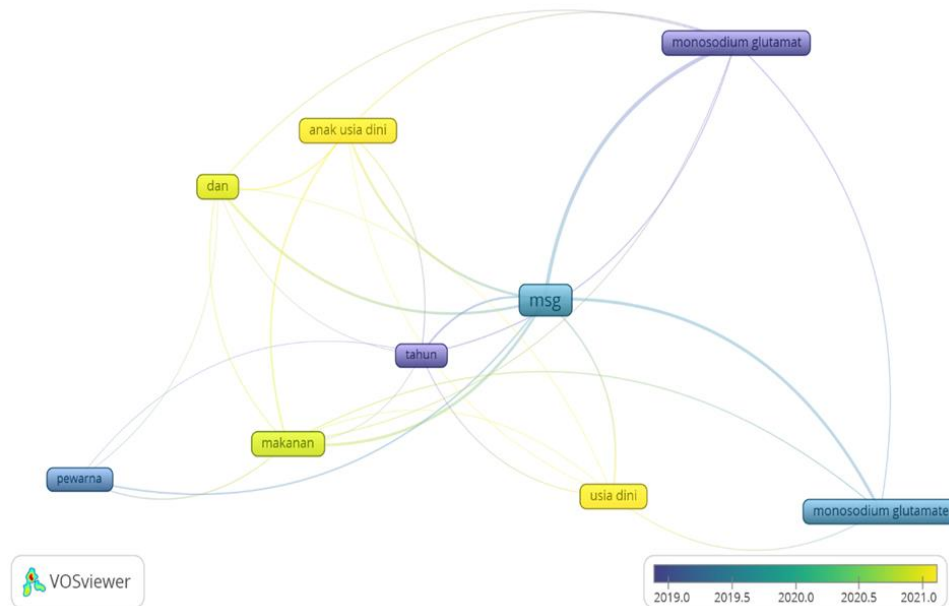 monosodium glutamat
anak usia dini
dan
msg
tahun
makanan
pewarna
usia dini
monosodium glutamate
VOSviewer
2019.0 2019.5 2020.0 2020.5 2021.0